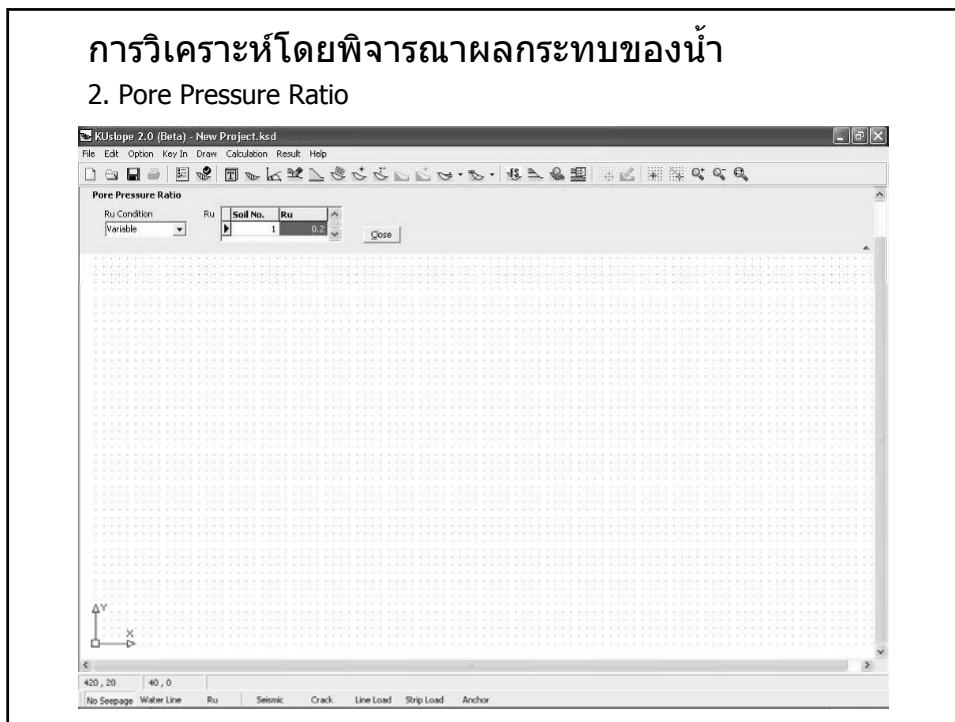 การวิเคราะห์โดยพิจารณาผลกระทบของน้ำ
2. Pore Pressure Ratio
KUslope 2.0 (Beta) - New Project.ksd
File Edit Option Key In Draw Calculation Result Help
Pore Pressure Ratio
Ru Condition Ru Soil No. Ru
Variable 1 0.2 Close
Y
X
420 , 20 40 , 0
No Seepage Water Line Ru Seismic Crack Line Load Strip Load Anchor